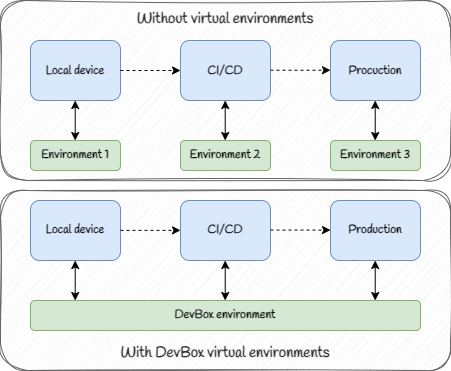 Without virtual environments
Local device
CI/CD
Procuction
Environment 1
Environment 2
Environment 3
Local device
CI/CD
Production
DevBox environment
With DevBox virtual environments